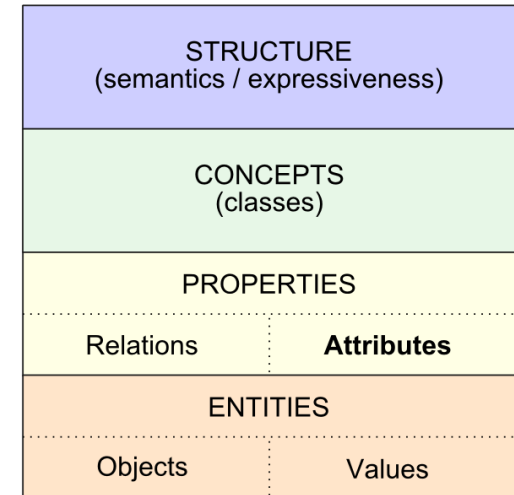 STRUCTURE
(semantics / expressiveness)
CONCEPTS
(classes)
PROPERTIES
Relations
Attributes
ENTITIES
Objects
Values